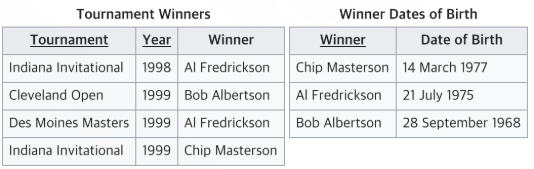 Tournament Winners
Tournament Year Winner
Indiana Invitational 1998 Al Fredrickson
Cleveland Open 1999 Bob Albertson
Des Moines Masters 1999 Al Fredrickson
Indiana Invitational 1999 Chip Masterson
Winner Dates of Birth
Winner Date of Birth
Chip Masterson 14 March 1977
Al Fredrickson 21 July 1975
Bob Albertson 28 September 1968